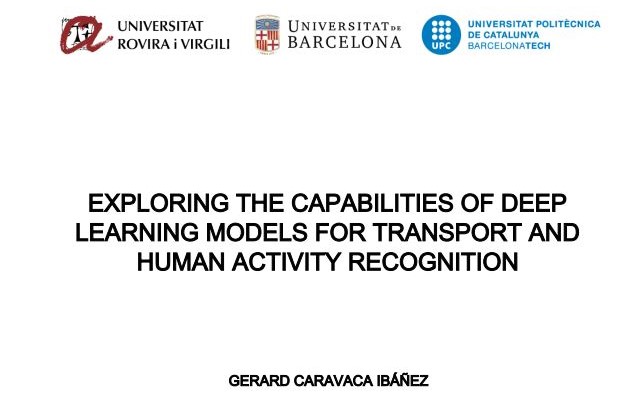 UNIVERSITAT
ROVIRA i VIRGILI
UNIVERSITAT DE
BARCELONA
UPC
UNIVERSITAT POLITÈCNICA
DE CATALUNYA
BARCELONATECH
EXPLORING THE CAPABILITIES OF DEEP
LEARNING MODELS FOR TRANSPORT AND
HUMAN ACTIVITY RECOGNITION
GERARD CARAVACA IBÁÑEZ